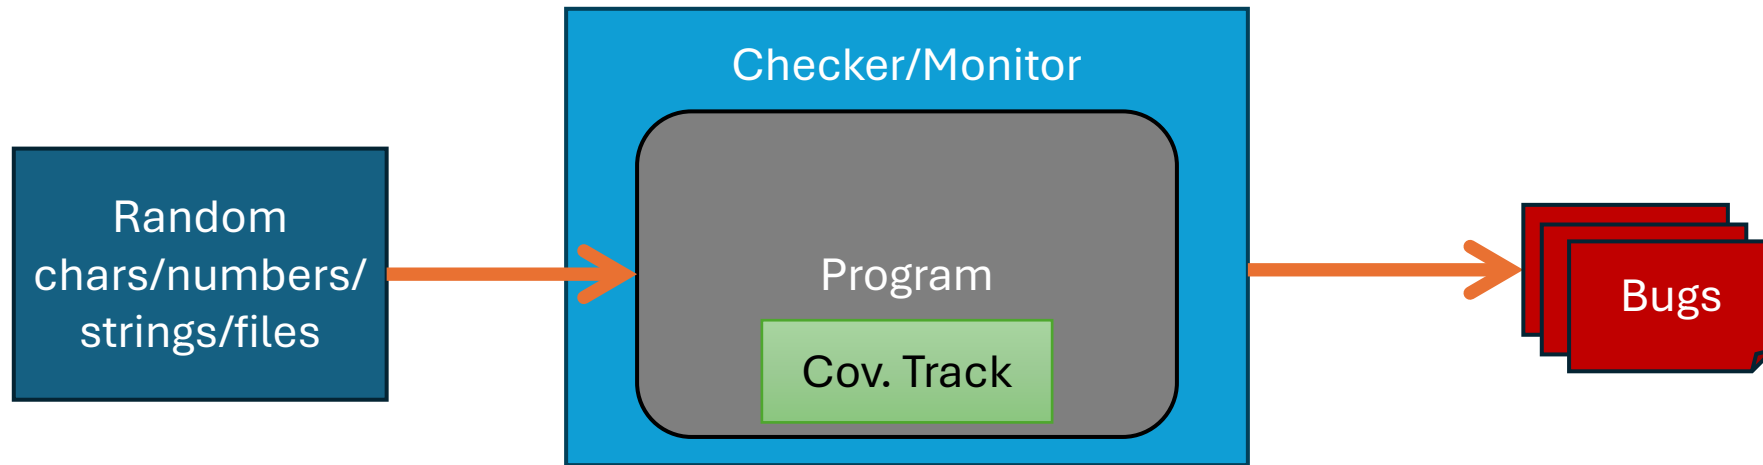 Random
chars/numbers/
strings/files
Checker/Monitor
Program
Cov. Track
Bugs